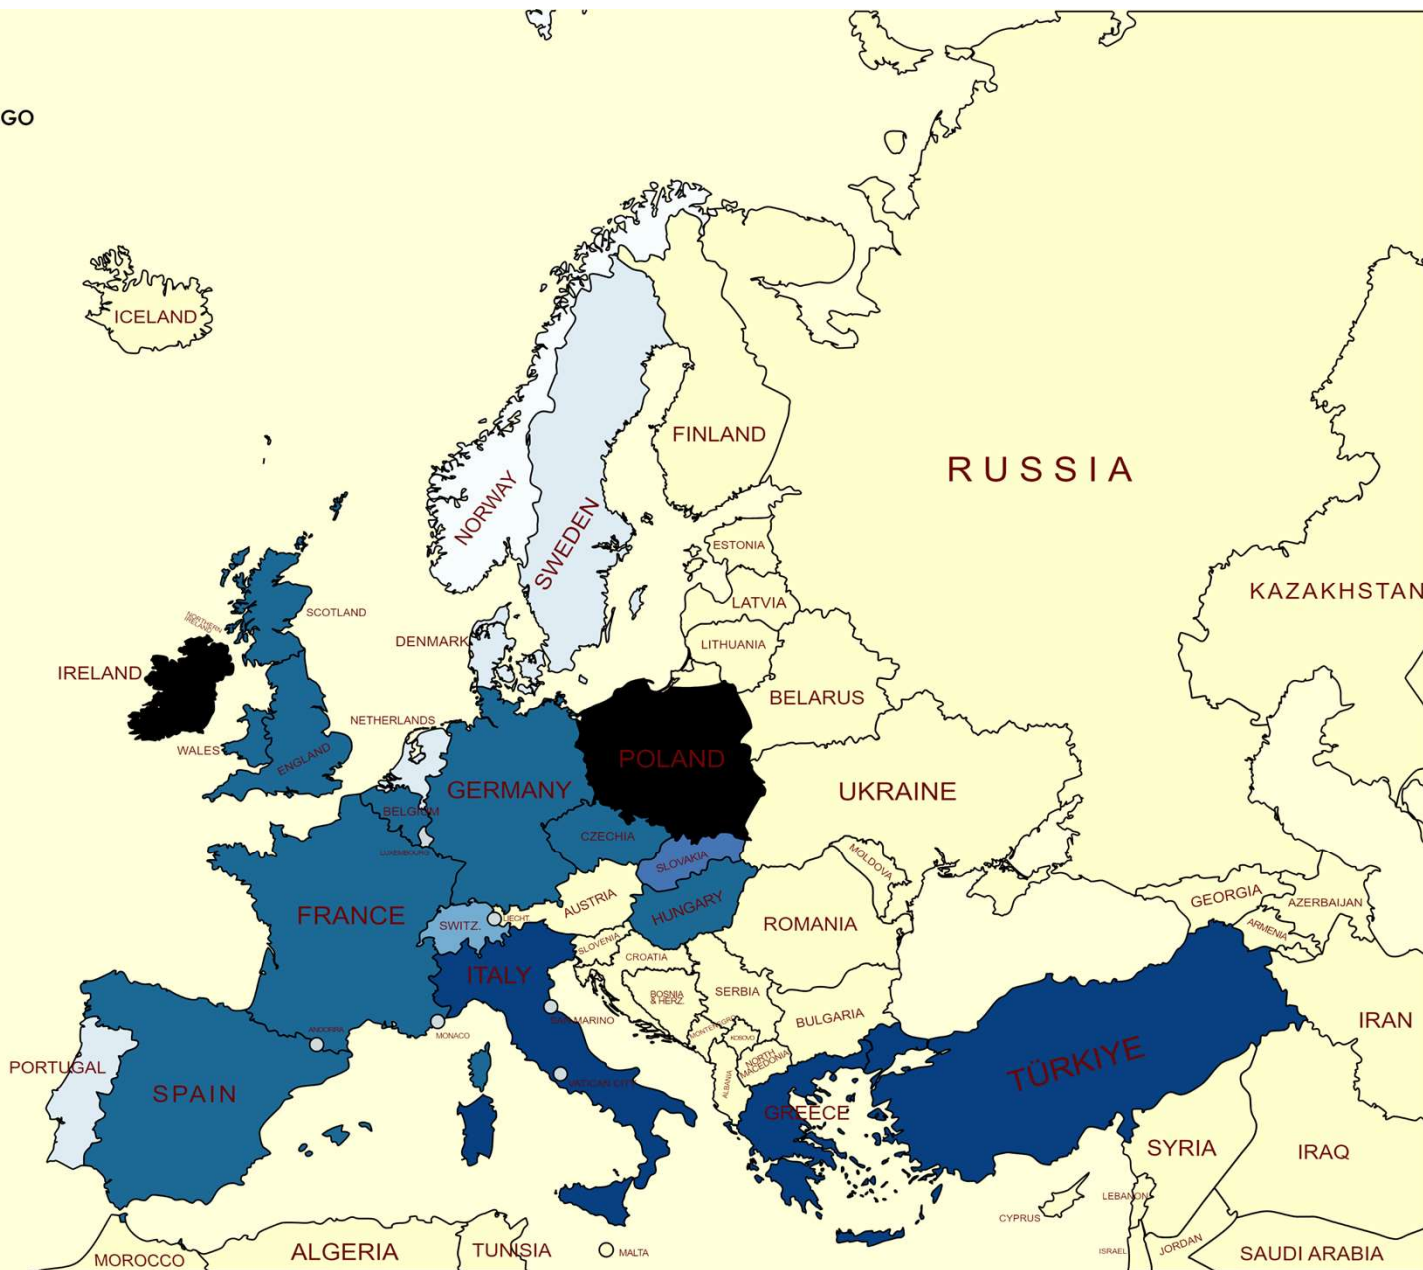 GO
ICELAND
FINLAND
RUSSIA
NORWAY
SWEDEN
ESTONIA
KAZAKHSTAN
LATVIA
SCOTLAND
NORTHERN
IRELAND
DENMARK
LITHUANIA
IRELAND
BELARUS
NETHERLANDS
WALES
ENGLAND
POLAND
GERMANY
UKRAINE
BELGIUM
CZECHIA
LUXEMBOURG
SLOVAKIA
MOLDOVA
AUSTRIA
HUNGARY
GEORGIA
AZERBAIJAN
FRANCE
SWITZ.
LIECHT.
ROMANIA
ARMENIA
SLOVENIA
CROATIA
ITALY
BOSNIA
& HERZ.
SERBIA
BULGARIA
SAN MARINO
MONTENEGRO
KOSOVO
IRAN
ANDORRA
MONACO
NORTH
MACEDONIA
TÜRKIYE
PORTUGAL
SPAIN
VATICAN CITY
ALBANIA
GREECE
SYRIA
IRAQ
LEBANON
CYPRUS
MOROCCO
ALGERIA
TUNISIA
MALTA
ISRAEL
JORDAN
SAUDI ARABIA